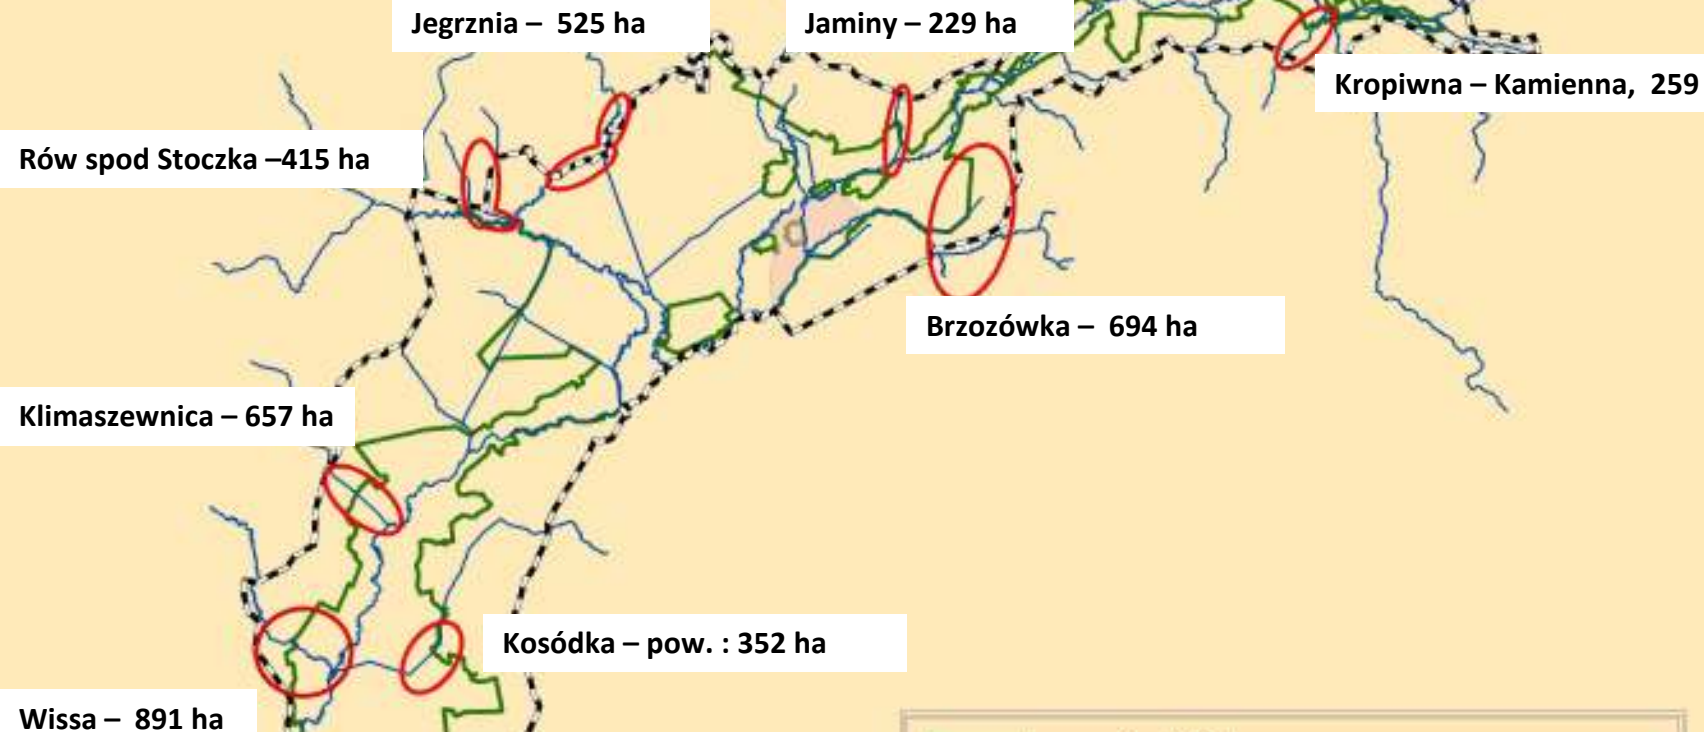 Jegrznia – 525 ha
Jaminy – 229 ha
Kropiwna – Kamienna, 259
Rów spod Stoczka –415 ha
Brzozówka – 694 ha
Klimaszewnica – 657 ha
Kosódka – pow. : 352 ha
Wissa – 891 ha